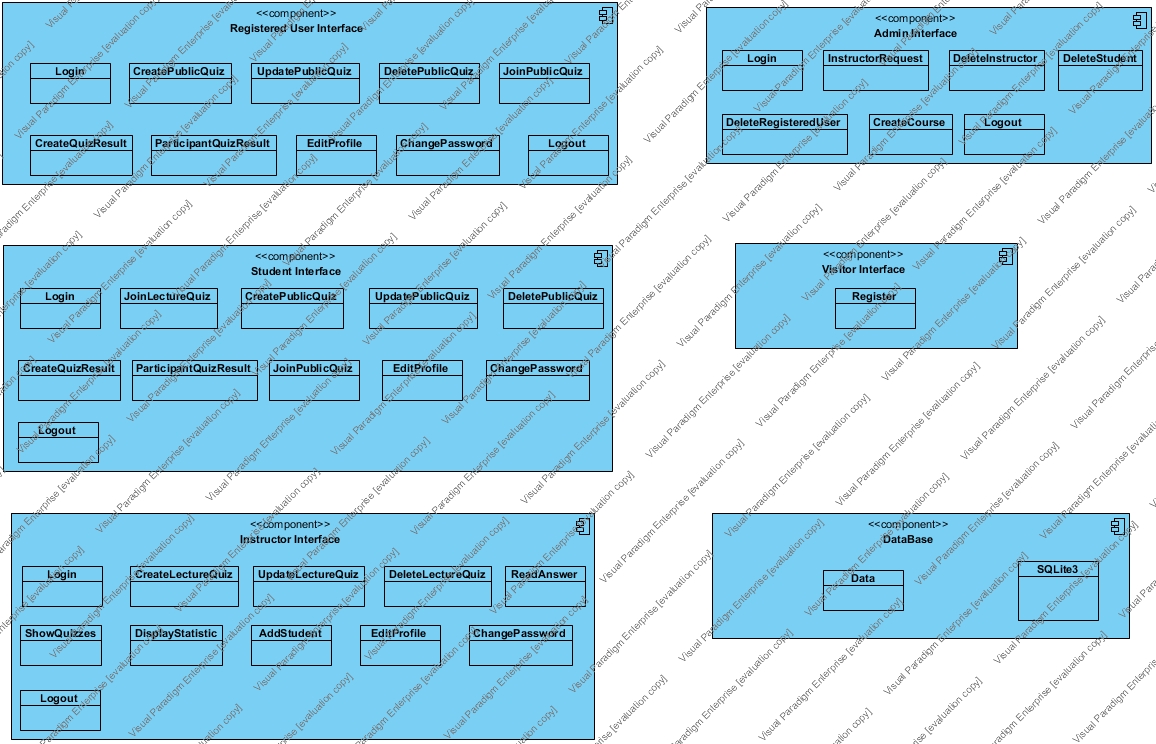 <<component>>
Registered User Interface
Login
CreatePublicQuiz
UpdatePublicQuiz
DeletePublicQuiz
JoinPublicQuiz
CreateQuizResult
ParticipantQuizResult
EditProfile
ChangePassword
Logout
<<component>>
Admin Interface
Login
InstructorRequest
DeleteInstructor
DeleteStudent
DeleteRegisteredUser
CreateCourse
Logout
<<component>>
Student Interface
Login
JoinLectureQuiz
CreatePublicQuiz
UpdatePublicQuiz
DeletePublicQuiz
CreateQuizResult
ParticipantQuizResult
JoinPublicQuiz
EditProfile
ChangePassword
Logout
<<component>>
Visitor Interface
Register
<<component>>
Instructor Interface
Login
CreateLectureQuiz
UpdateLectureQuiz
DeleteLectureQuiz
ReadAnswer
ShowQuizzes
DisplayStatistic
AddStudent
EditProfile
ChangePassword
Logout
<<component>>
DataBase
Data
SQLite3
Visual Paradigm Enterprise [evaluation copy]